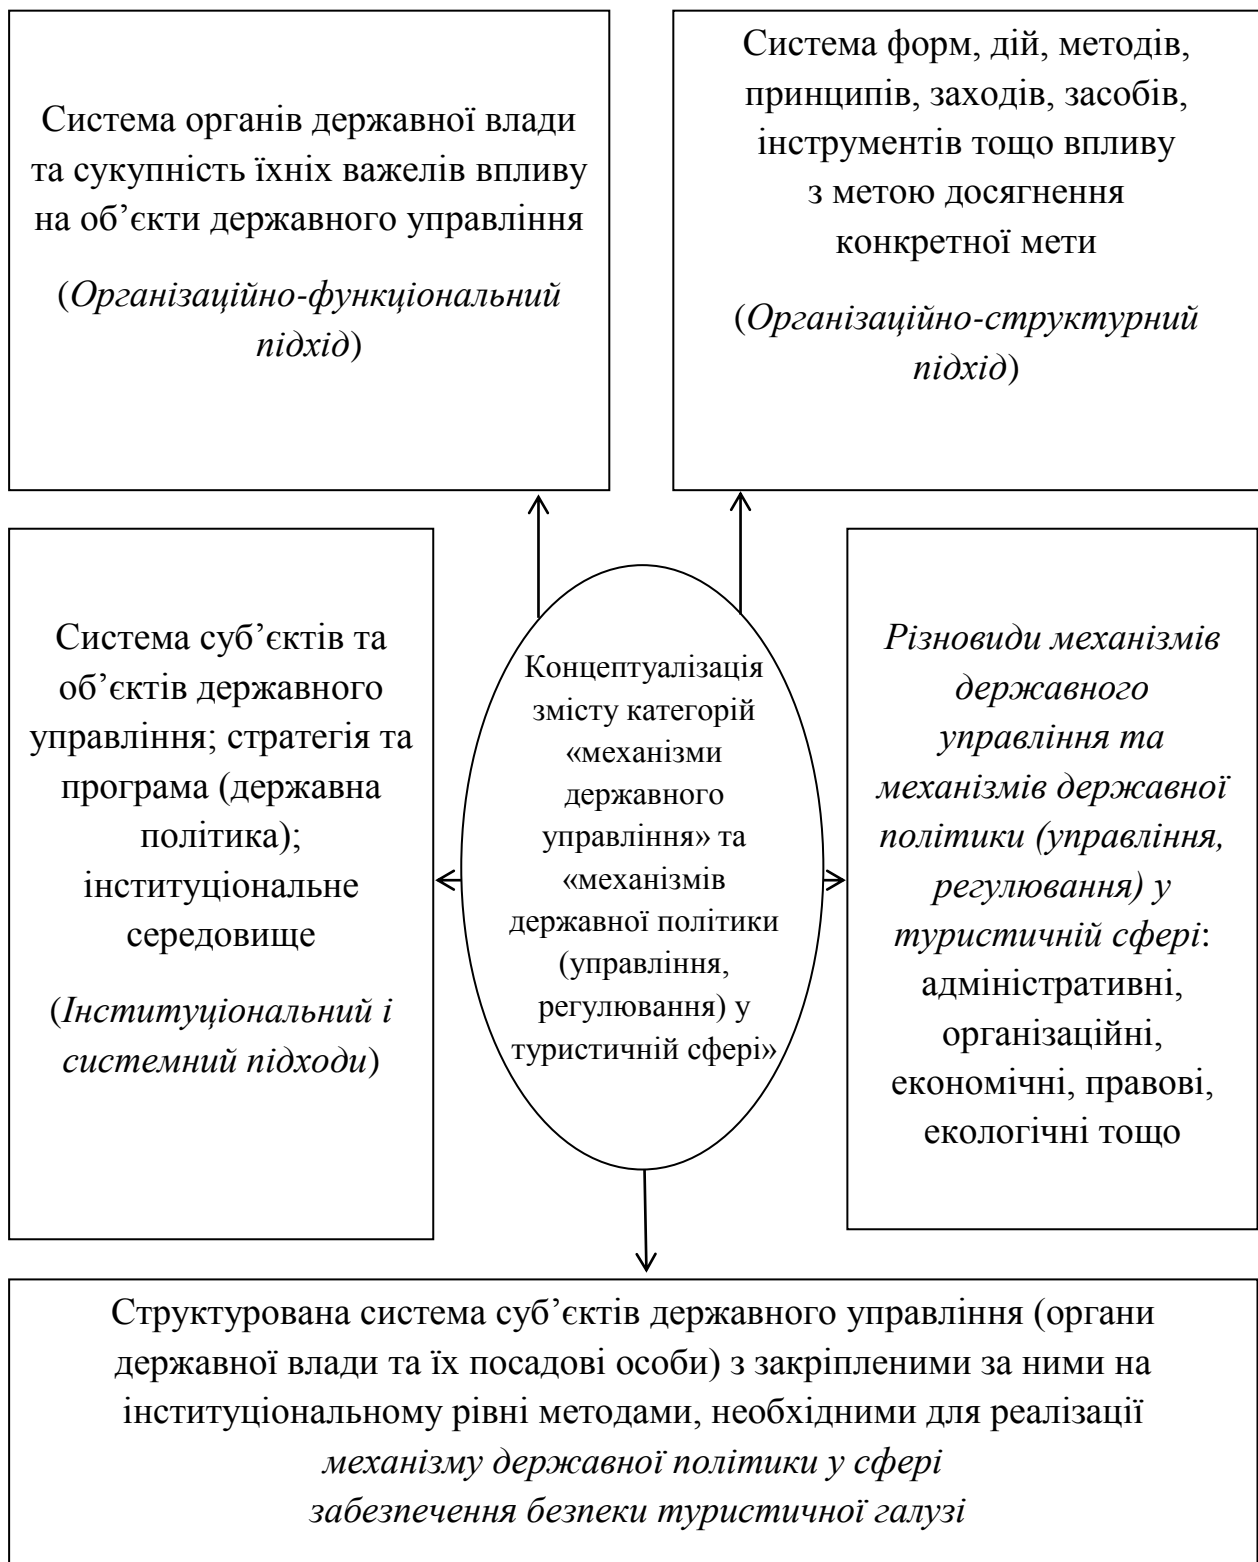 Система органів державної влади
та сукупність їхніх важелів впливу
на об’єкти державного управління
(Організаційно-функціональний
підхід)
Система форм, дій, методів,
принципів, заходів, засобів,
інструментів тощо впливу
з метою досягнення
конкретної мети
(Організаційно-структурний
підхід)
Система суб’єктів та
об’єктів державного
управління; стратегія та
програма (державна
політика);
інституціональне
середовище
(Інституціональний і
системний підходи)
Концептуалізація
змісту категорій
«механізми
державного
управління» та
«механізмів
державної політики
(управління,
регулювання) у
туристичній сфері»
Різновиди механізмів
державного
управління та
механізмів державної
політики (управління,
регулювання) у
туристичній сфері:
адміністративні,
організаційні,
економічні, правові,
екологічні тощо
Структурована система суб’єктів державного управління (органи
державної влади та їх посадові особи) з закріпленими за ними на
інституціональному рівні методами, необхідними для реалізації
механізму державної політики у сфері
забезпечення безпеки туристичної галузі